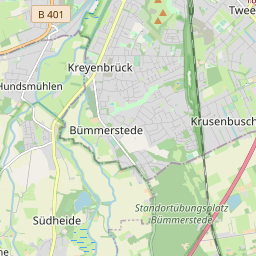 Twee
B 401
Kreyenbrück
Hundsmühlen
Krusenbusch
Bümmerstede
Standortübungsplatz
Bümmerstede
Südheide